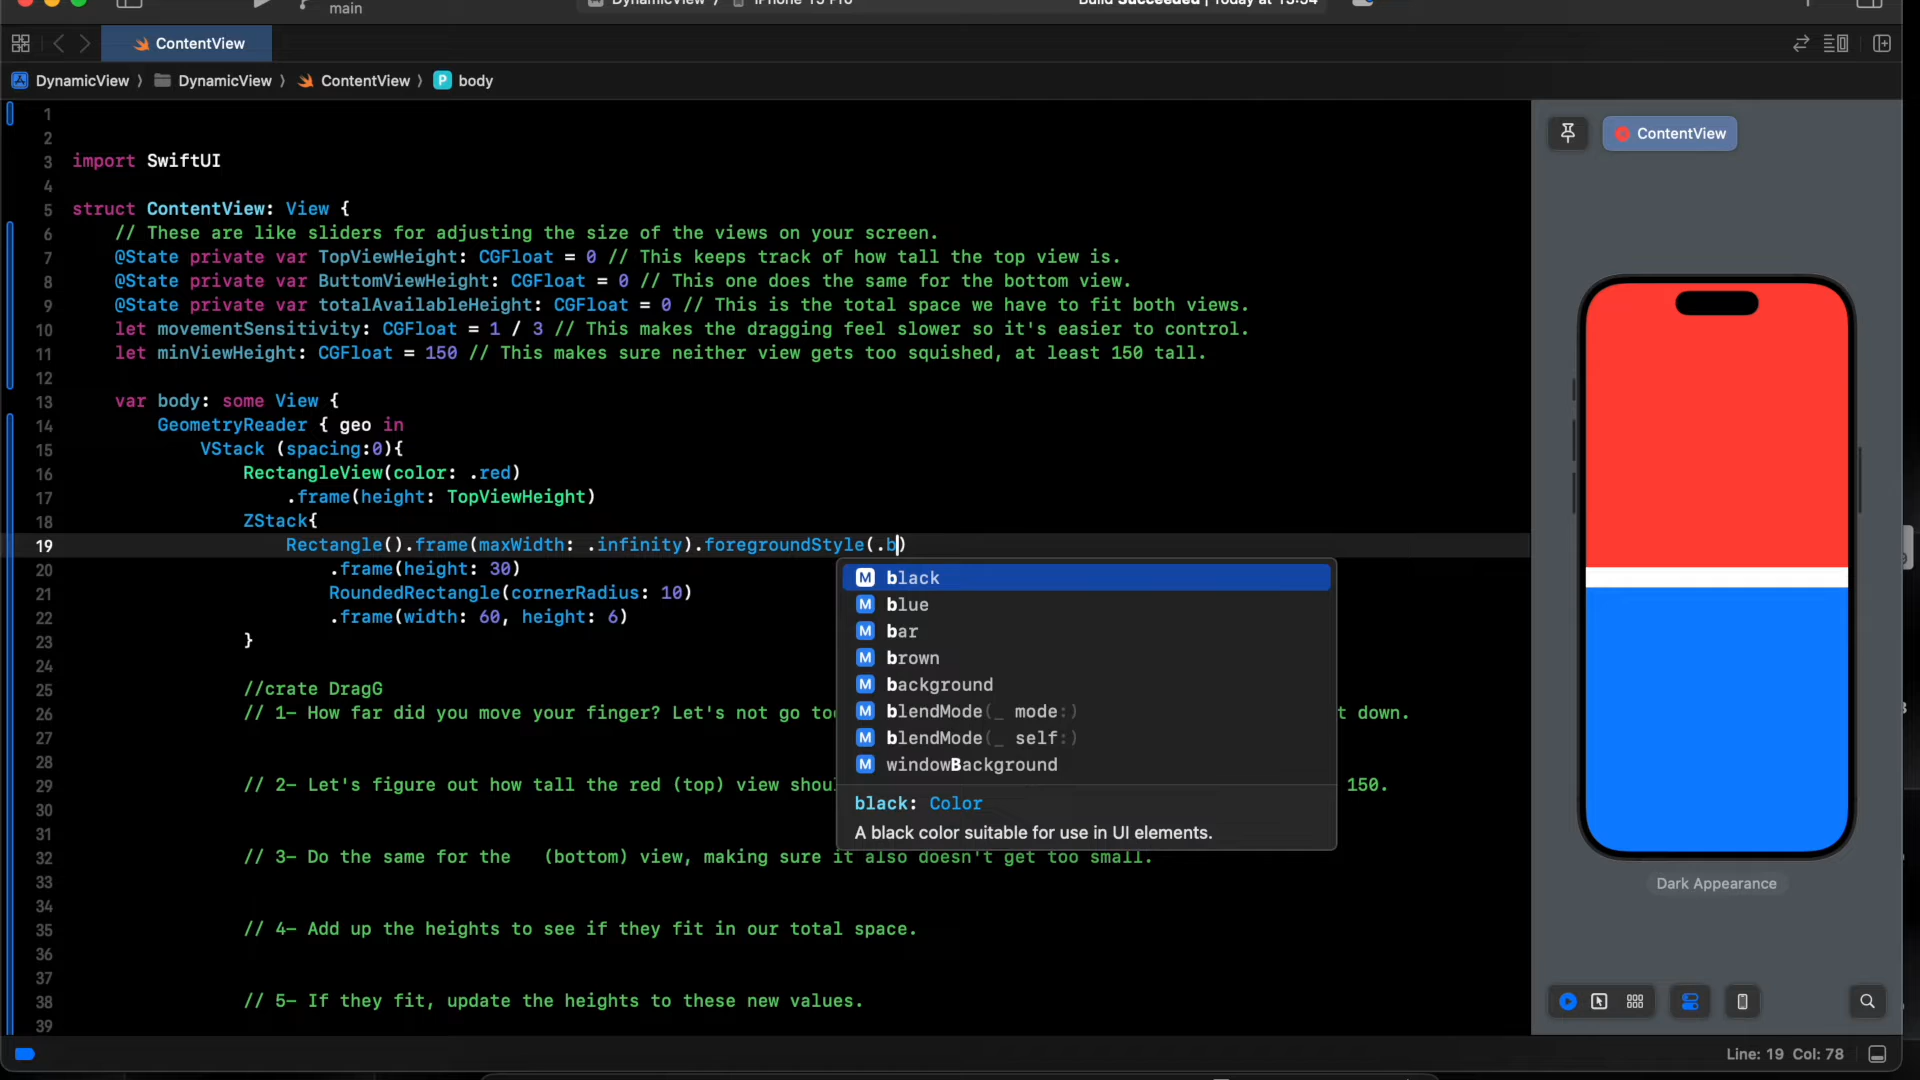 main
ContentView
DynamicView 〉 DynamicView 〉 ContentView 〉 P body
1
2
3 import SwiftUI
4
5 struct ContentView: View {
6 // These are like sliders for adjusting the size of the views on your screen.
7 @State private var TopViewHeight: CGFloat = 0 // This keeps track of how tall the top view is.
8 @State private var ButtomViewHeight: CGFloat = 0 // This one does the same for the bottom view.
9 @State private var totalAvailableHeight: CGFloat = 0 // This is the total space we have to fit both views.
10 let movementSensitivity: CGFloat = 1 / 3 // This makes the dragging feel slower so it's easier to control.
11 let minViewHeight: CGFloat = 150 // This makes sure neither view gets too squished, at least 150 tall.
12
13 var body: some View {
14 GeometryReader { geo in
15 VStack (spacing:0){
16 RectangleView(color: .red)
17 .frame(height: TopViewHeight)
18 ZStack{
19 Rectangle().frame(maxWidth: .infinity).foregroundStyle(.b)
20 .frame(height: 30)
21 RoundedRectangle(cornerRadius: 10)
22 .frame(width: 60, height: 6)
23 }
24
25 //crate DragG
26 // 1- How far did you move your finger? Let's not go too t down.
27
28
29 // 2- Let's figure out how tall the red (top) view shou 150.
30
31
32 // 3- Do the same for the (bottom) view, making sure it also doesn't get too small.
33
34
35 // 4- Add up the heights to see if they fit in our total space.
36
37
38 // 5- If they fit, update the heights to these new values.
39
M black
M blue
M bar
M brown
M background
M blendMode(_ mode:)
M blendMode(_ self:)
M windowBackground
black: Color
A black color suitable for use in UI elements.
ContentView
Dark Appearance
Line: 19 Col: 78